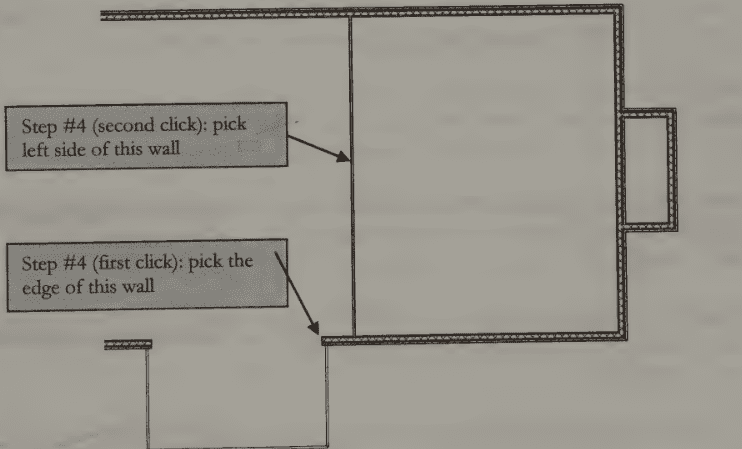 Step #4 (second click): pick
left side of this wall
Step #4 (first click): pick the
edge of this wall